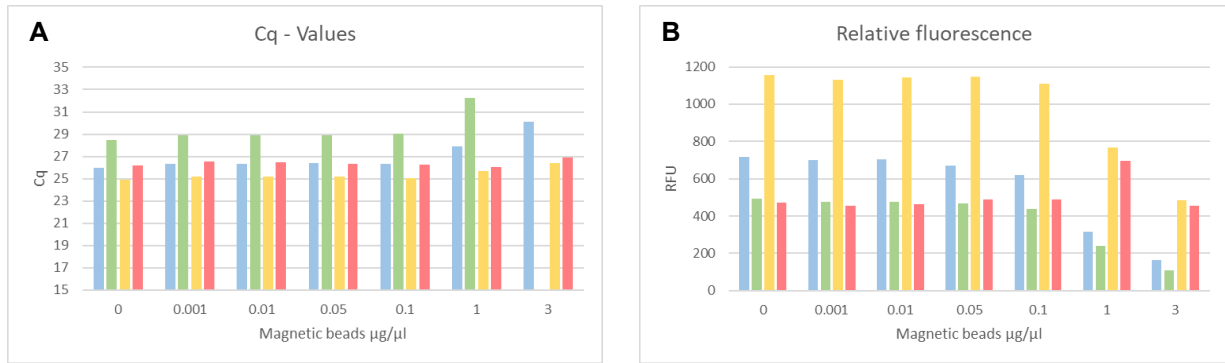 A
Cq - Values
35
33
31
29
27
25
23
21
19
17
15
Cq
0 0.001 0.01 0.05 0.1 1 3
Magnetic beads µg/µl
B
Relative fluorescence
1200
1000
800
600
400
200
0
RFU
0 0.001 0.01 0.05 0.1 1 3
Magnetic beads µg/µl